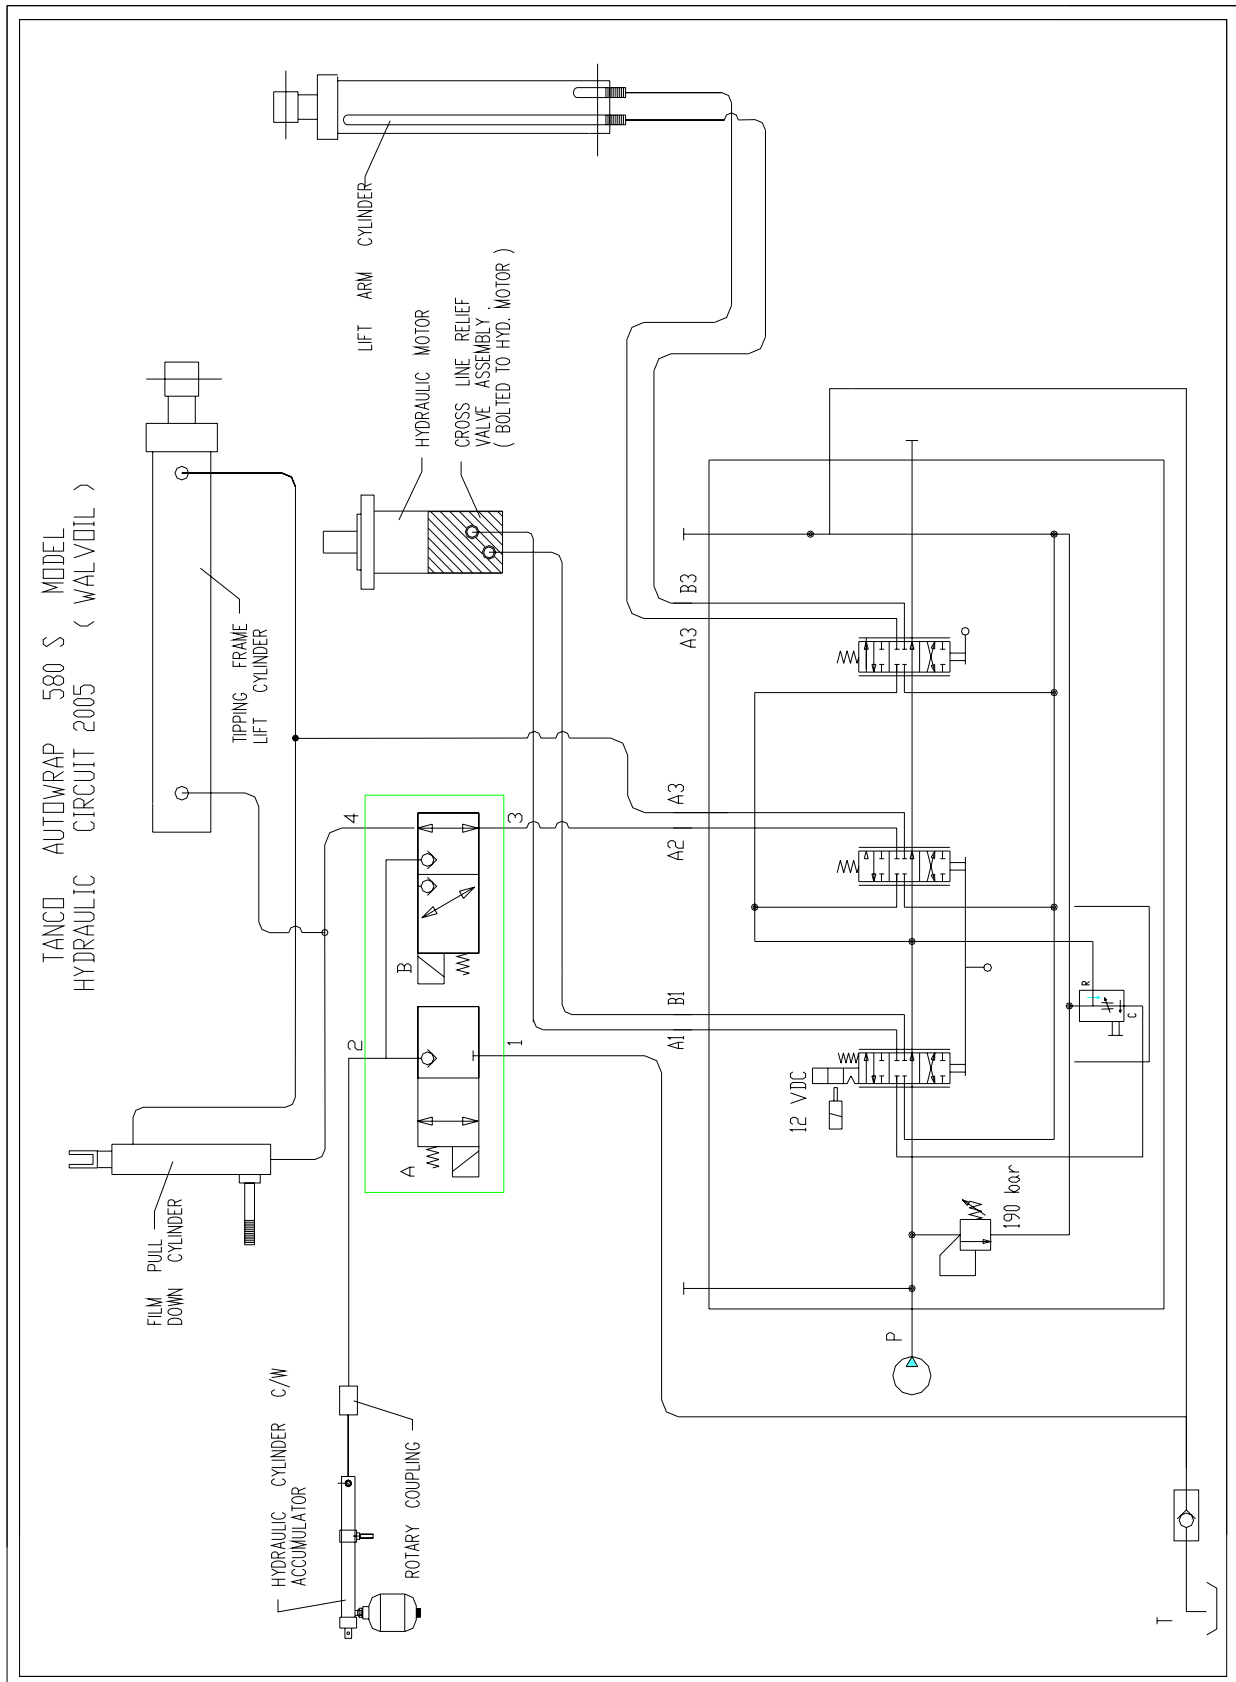 TANCO AUTOWRAP 580 S MODEL
HYDRAULIC CIRCUIT 2005 ( WALVOIL )
FILM PULL
DOWN CYLINDER
TIPPING FRAME
LIFT CYLINDER
LIFT ARM CYLINDER
HYDRAULIC MOTOR
CROSS LINE RELIEF
VALVE ASSEMBLY .
( BOLTED TO HYD. MOTOR )
HYDRAULIC CYLINDER C/W
ACCUMULATOR
ROTARY COUPLING
2
4
A
B
1
3
A1
B1
A2
A3
A3
B3
12 VDC
190 bar
P
R
C
T